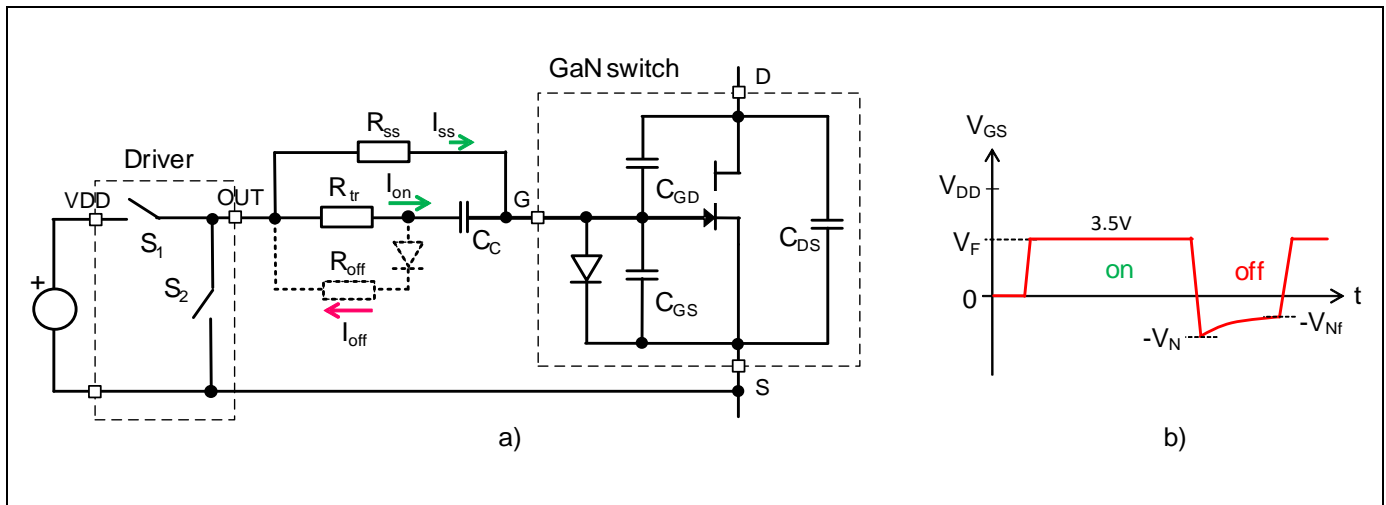 GaN switch
D
Rss
Iss
VGS
Driver
VDD
OUT
Rtr
Ion
G
CGD
VDD
S1
CC
CDS
VF
3.5V
on
off
Roff
S2
+
CGS
0
t
Ioff
-VN
-VNf
S
a)
b)